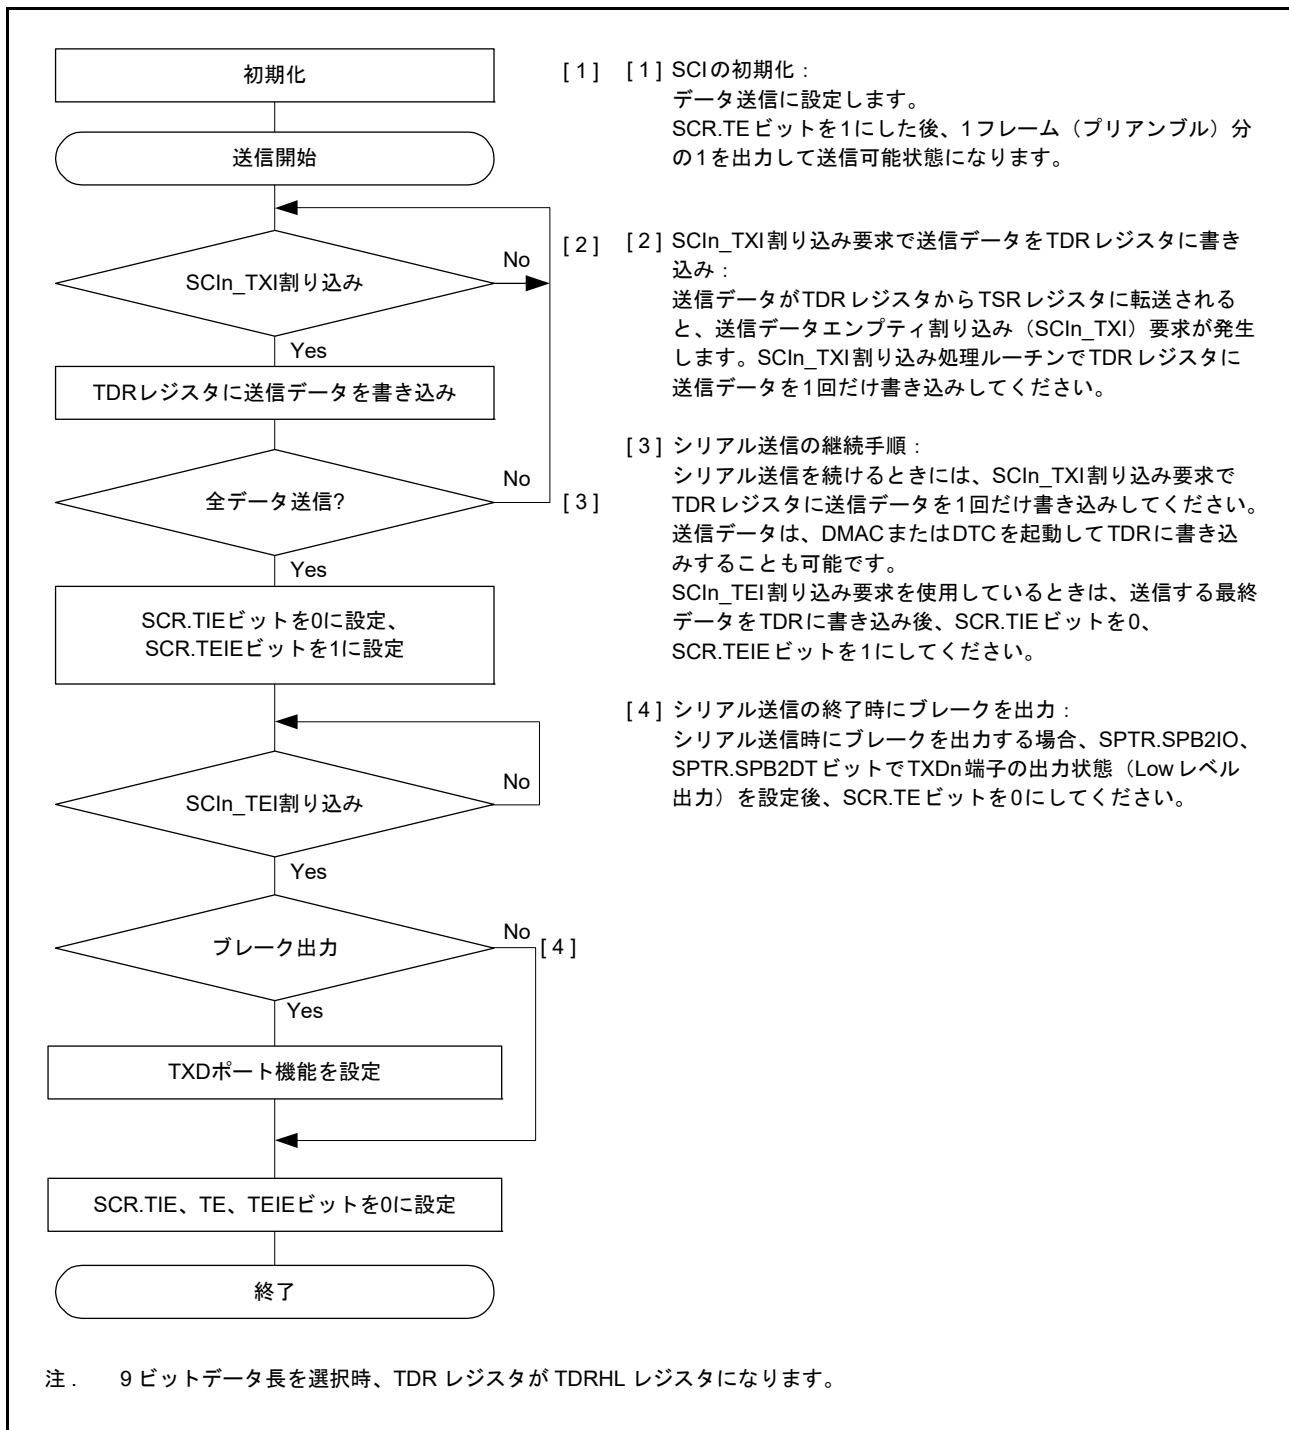 初期化
[ 1 ]
送信開始
SCIn_TXI割り込み
No
[ 2 ]
Yes
TDRレジスタに送信データを書き込み
全データ送信?
No
[ 3 ]
Yes
SCR.TIEビットを0に設定、
SCR.TEIEビットを1に設定
SCIn_TEI割り込み
No
Yes
ブレーク出力
No
[ 4 ]
Yes
TXDポート機能を設定
SCR.TIE、TE、TEIEビットを0に設定
終了
[ 1 ] SCIの初期化：
データ送信に設定します。
SCR.TEビットを1にした後、1フレーム（プリアンブル）分
の1を出力して送信可能状態になります。
[ 2 ] SCIn_TXI割り込み要求で送信データをTDRレジスタに書き
込み：
送信データがTDRレジスタからTSRレジスタに転送される
と、送信データエンプティ割り込み（SCIn_TXI）要求が発生
します。SCIn_TXI割り込み処理ルーチンでTDRレジスタに
送信データを1回だけ書き込みしてください。
[ 3 ] シリアル送信の継続手順：
シリアル送信を続けるときには、SCIn_TXI割り込み要求で
TDRレジスタに送信データを1回だけ書き込みしてください。
送信データは、DMACまたはDTCを起動してTDRに書き込
みすることも可能です。
SCIn_TEI割り込み要求を使用しているときは、送信する最終
データをTDRに書き込み後、SCR.TIEビットを0、
SCR.TEIEビットを1にしてください。
[ 4 ] シリアル送信の終了時にブレークを出力：
シリアル送信時にブレークを出力する場合、SPTR.SPB2IO、
SPTR.SPB2DTビットでTXDn端子の出力状態（Lowレベル
出力）を設定後、SCR.TEビットを0にしてください。
注． 9 ビットデータ長を選択時、TDR レジスタが TDRHL レジスタになります。